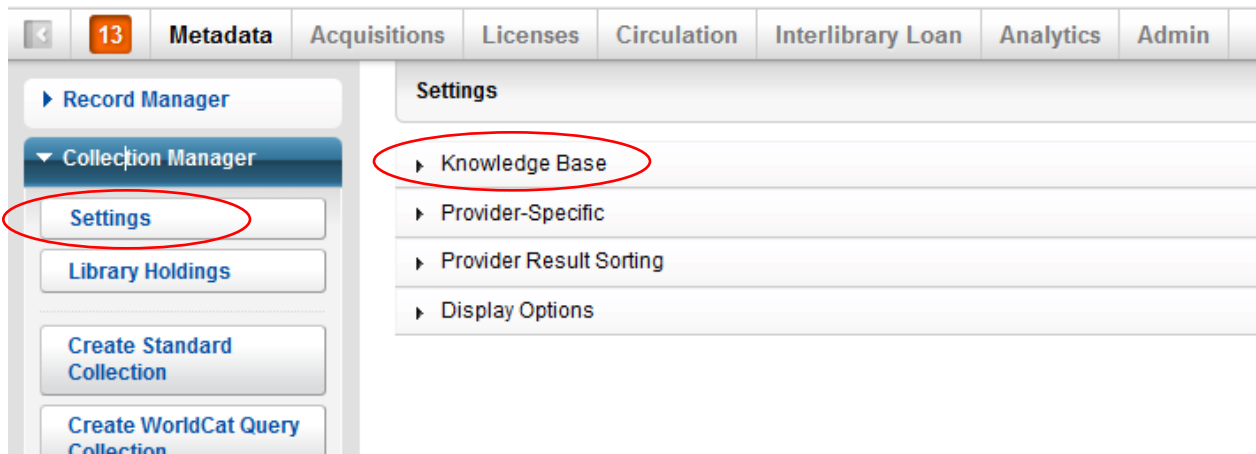 13 Metadata Acquisitions Licenses Circulation Interlibrary Loan Analytics Admin
Record Manager
Collection Manager
Settings
Library Holdings
Create Standard
Collection
Create WorldCat Query
Collection
Settings
Knowledge Base
Provider-Specific
Provider Result Sorting
Display Options